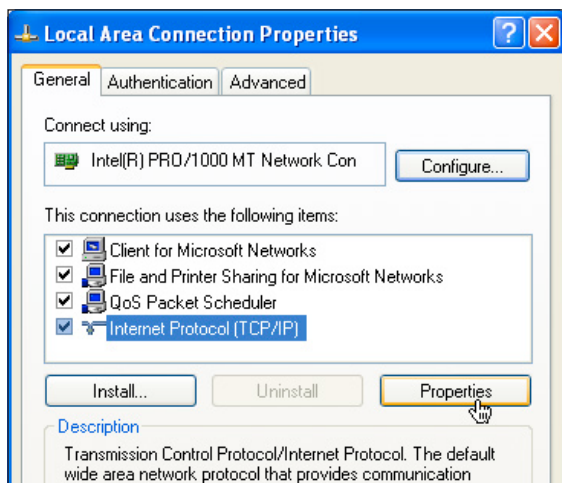 Local Area Connection Properties
General Authentication Advanced
Connect using:
Intel(R) PRO/1000 MT Network Con Configure...
This connection uses the following items:
Client for Microsoft Networks
File and Printer Sharing for Microsoft Networks
QoS Packet Scheduler
Internet Protocol (TCP/IP)
Install... Uninstall Properties
Description
Transmission Control Protocol/Internet Protocol. The default
wide area network protocol that provides communication